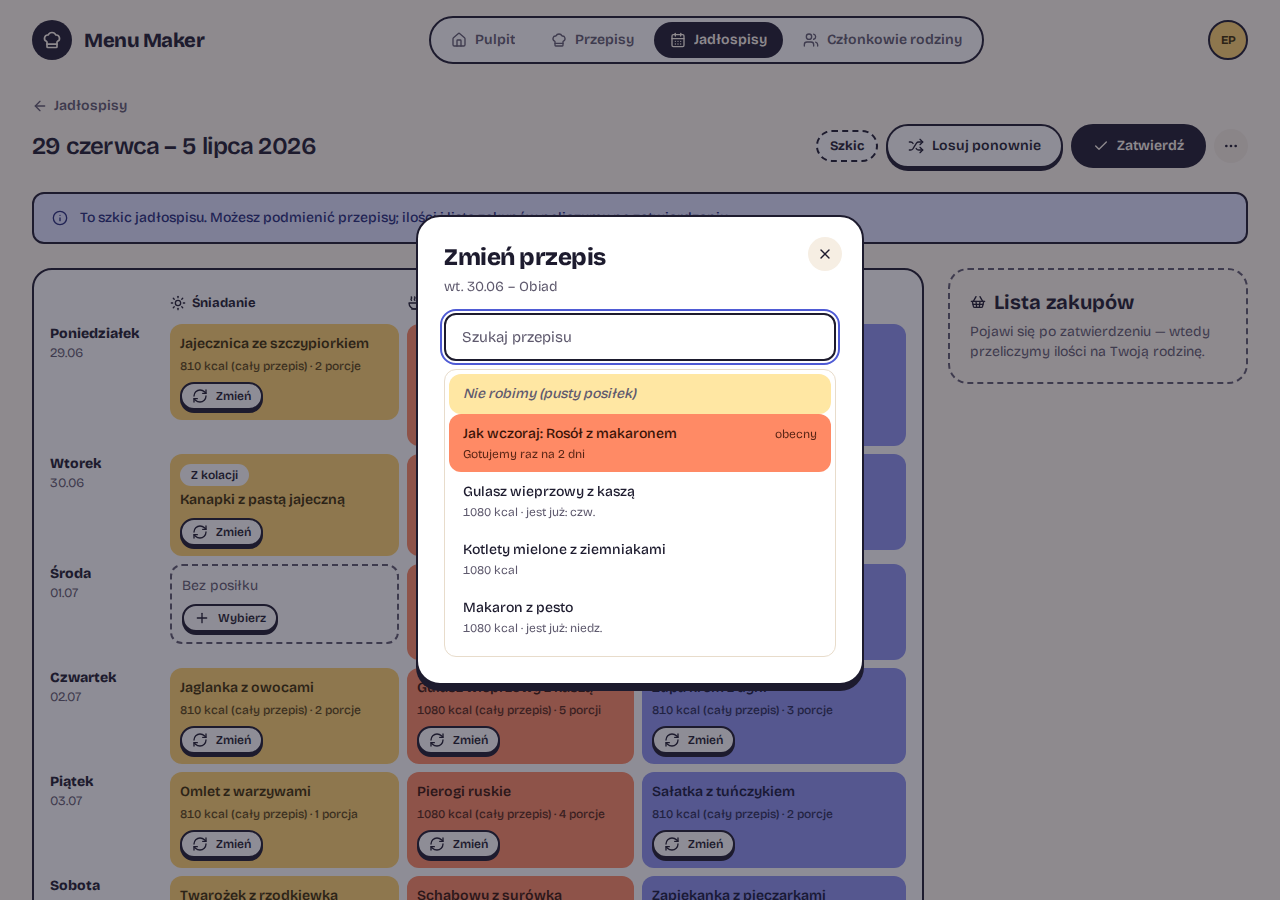 Menu Maker
Pulpit
Przepisy
Jadłospisy
Członkowie rodziny
EP
Jadłospisy
29 czerwca – 5 lipca 2026
Szkic
Losuj ponownie
Zatwierdź
To szkic jadłospisu. Możesz podmienić przepisy;
Zmień przepis
wt. 30.06 – Obiad
Szukaj przepisu
Nie robimy (pusty posiłek)
Jak wczoraj: Rosół z makaronem
obecny
Gotujemy raz na 2 dni
Gulasz wieprzowy z kaszą
1080 kcal · jest już: czw.
Kotlety mielone z ziemniakami
1080 kcal
Makaron z pesto
1080 kcal · jest już: niedz.
Lista zakupów
Pojawi się po zatwierdzeniu — wtedy
przeliczymy ilości na Twoją rodzinę.
Śniadanie
Poniedziałek
29.06
Jajecznica ze szczypiorkiem
810 kcal (cały przepis) · 2 porcje
Zmień
Wtorek
30.06
Z kolacji
Kanapki z pastą jajeczną
Zmień
Środa
01.07
Bez posiłku
Wybierz
Czwartek
02.07
Jaglanka z owocami
810 kcal (cały przepis) · 2 porcje
Zmień
1080 kcal (cały przepis) · 5 porcji
Zmień
810 kcal (cały przepis) · 3 porcje
Zmień
Piątek
03.07
Omlet z warzywami
810 kcal (cały przepis) · 1 porcja
Zmień
Pierogi ruskie
1080 kcal (cały przepis) · 4 porcje
Zmień
Sałatka z tuńczykiem
810 kcal (cały przepis) · 2 porcje
Zmień
Sobota
Twarożek z rzodkiewką
Schabowy z surówką
Zapiekanka z pieczarkami